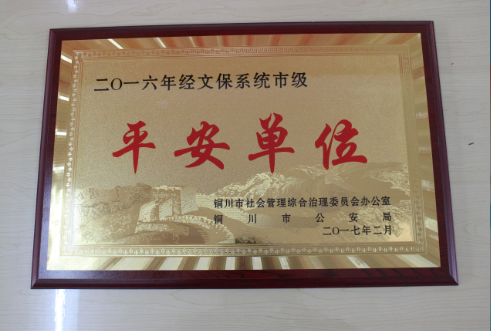 二〇一六年经文保系统市级
平安单位
铜川市社会管理综合治理委员会办公室
铜川市公安局
二〇一七年二月